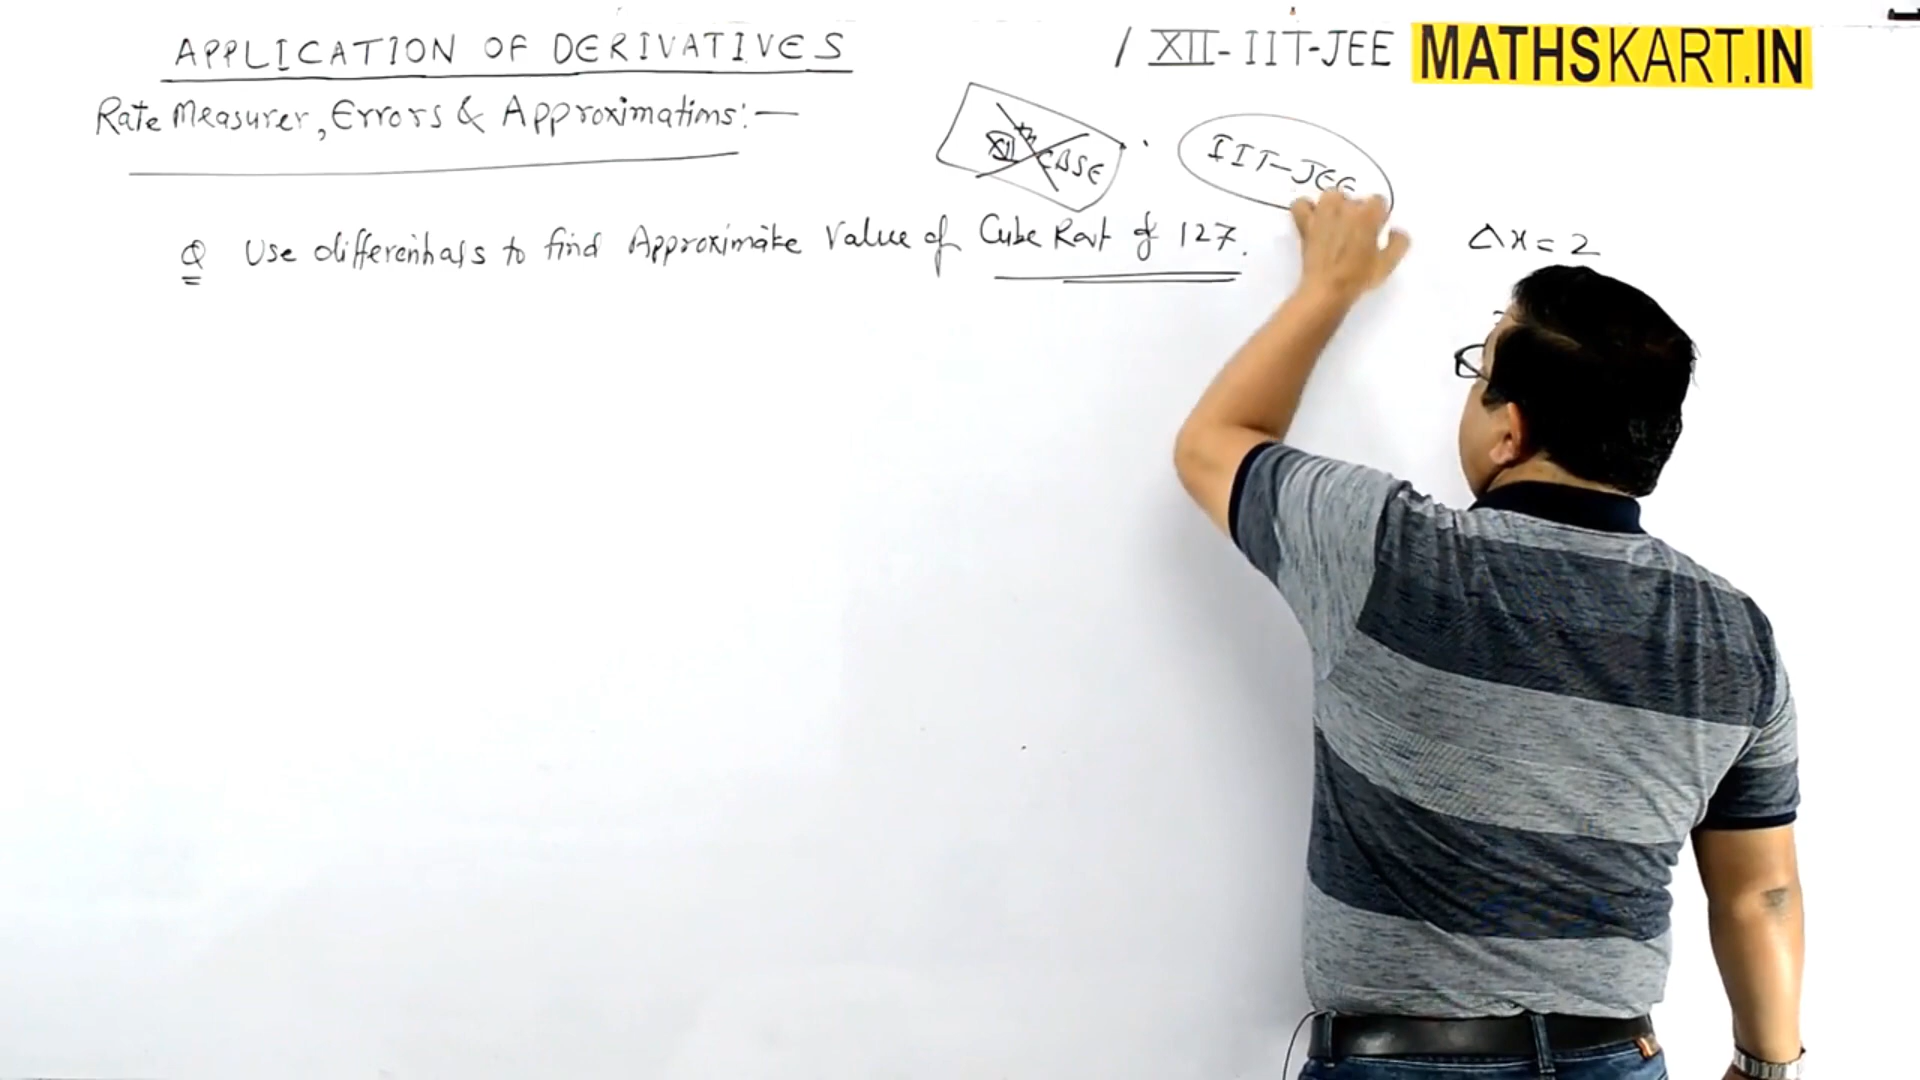 APPLICATION OF DERIVATIVES / XII-IIT-JEE MATHSKART.IN
Rate Measurer, Errors & Approximations:—
XII CBSE
IIT-JEE
Q Use differentials to find Approximate Value of Cube Root of 127.
Δx = 2